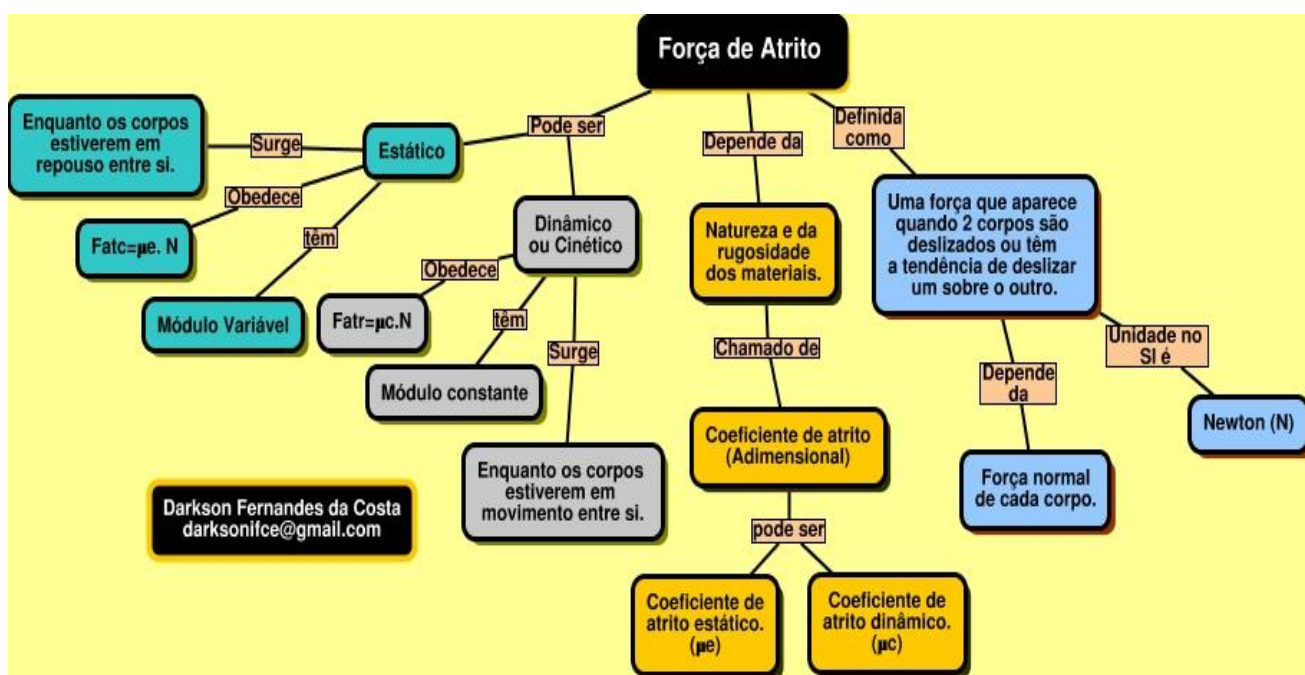 Força de Atrito
Pode ser
Estático
Surge
Enquanto os corpos
estiverem em
repouso entre si.
Obedece
Fatc=μe. N
têm
Módulo Variável
Dinâmico
ou Cinético
Obedece
Fatr=μc.N
têm
Módulo constante
Surge
Enquanto os corpos
estiverem em
movimento entre si.
Depende da
Natureza e da
rugosidade
dos materiais.
Chamado de
Coeficiente de atrito
(Adimensional)
pode ser
Coeficiente de
atrito estático.
(μe)
Coeficiente de
atrito dinâmico.
(μc)
Definida
como
Uma força que aparece
quando 2 corpos são
deslizados ou têm
a tendência de deslizar
um sobre o outro.
Depende
da
Força normal
de cada corpo.
Unidade no
SI é
Newton (N)
Darkson Fernandes da Costa
darksonifce@gmail.com